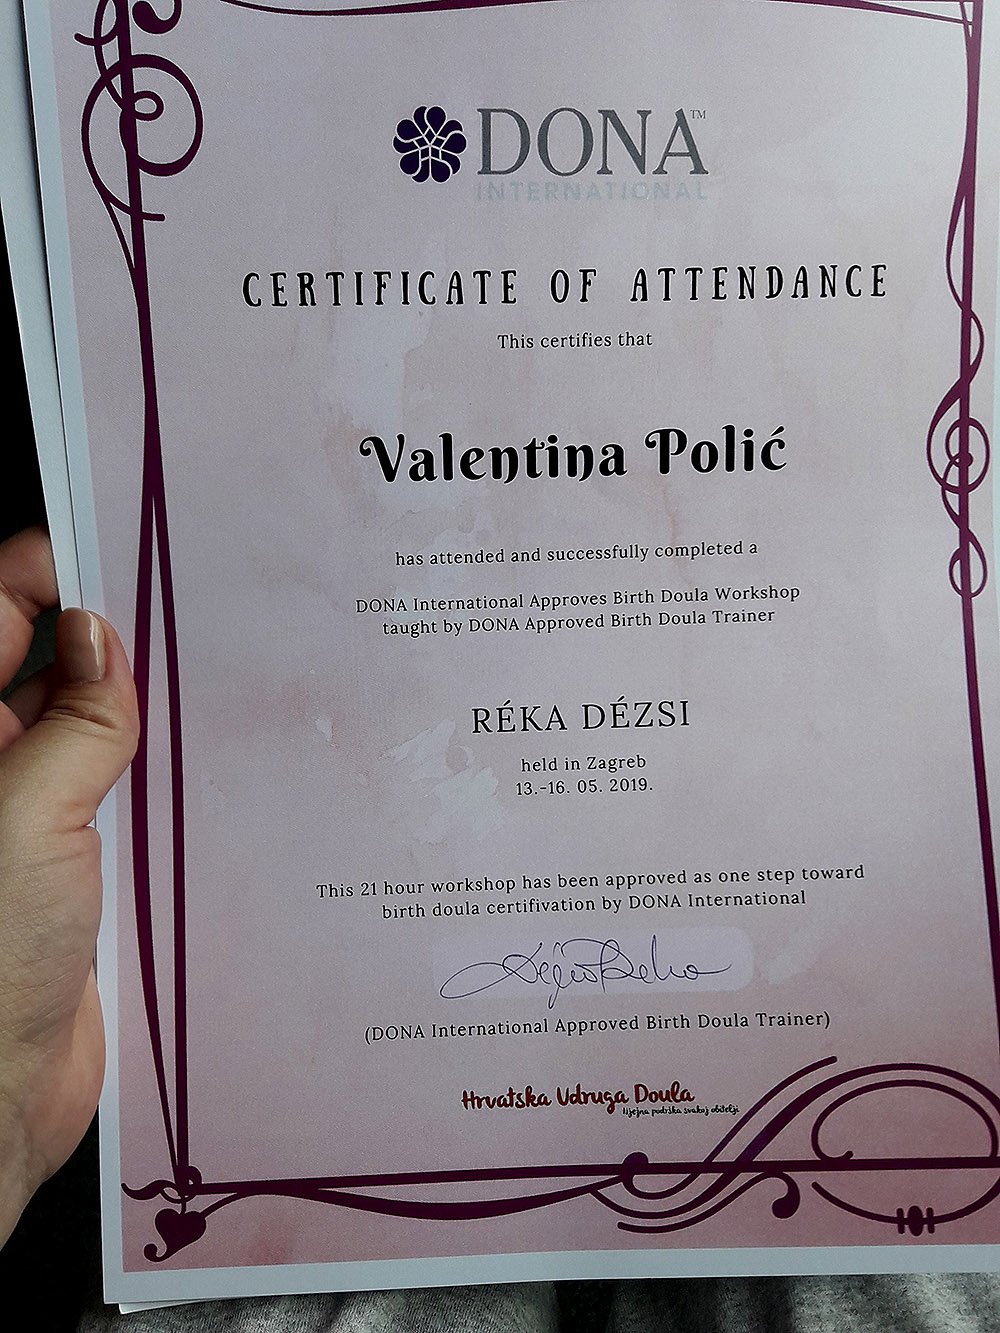 DONA™
INTERNATIONAL
CERTIFICATE OF ATTENDANCE
This certifies that
Valentina Polić
has attended and successfully completed a
DONA International Approves Birth Doula Workshop
taught by DONA Approved Birth Doula Trainer
RÉKA DÉZSI
held in Zagreb
13.-16. 05. 2019.
This 21 hour workshop has been approved as one step toward
birth doula certifivation by DONA International
(DONA International Approved Birth Doula Trainer)
Hrvatska Udruga Doula
podrška svakoj obitelji